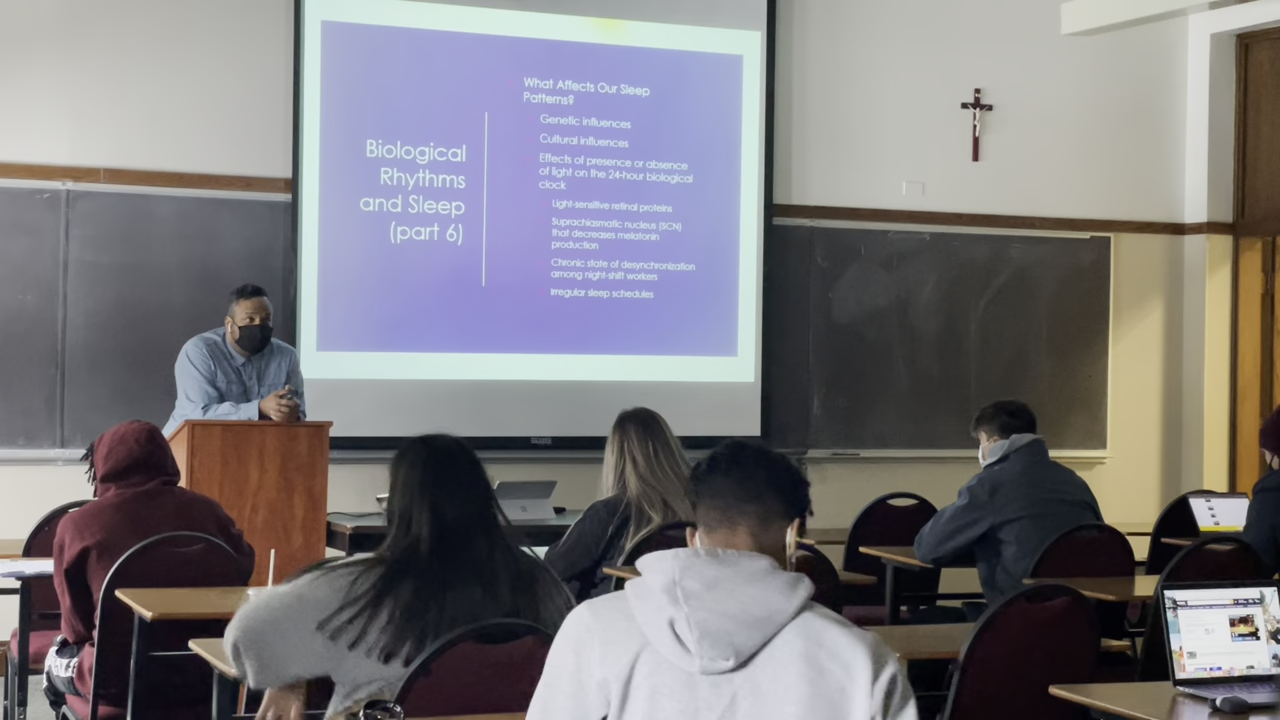 Biological
Rhythms
and Sleep
(part 6)
What Affects Our Sleep
Patterns?
Genetic influences
Cultural influences
Effects of presence or absence
of light on the 24-hour biological
clock
Light-sensitive retinal proteins
Suprachiasmatic nucleus (SCN)
that decreases melatonin
production
Chronic state of desynchronization
among night-shift workers
Irregular sleep schedules